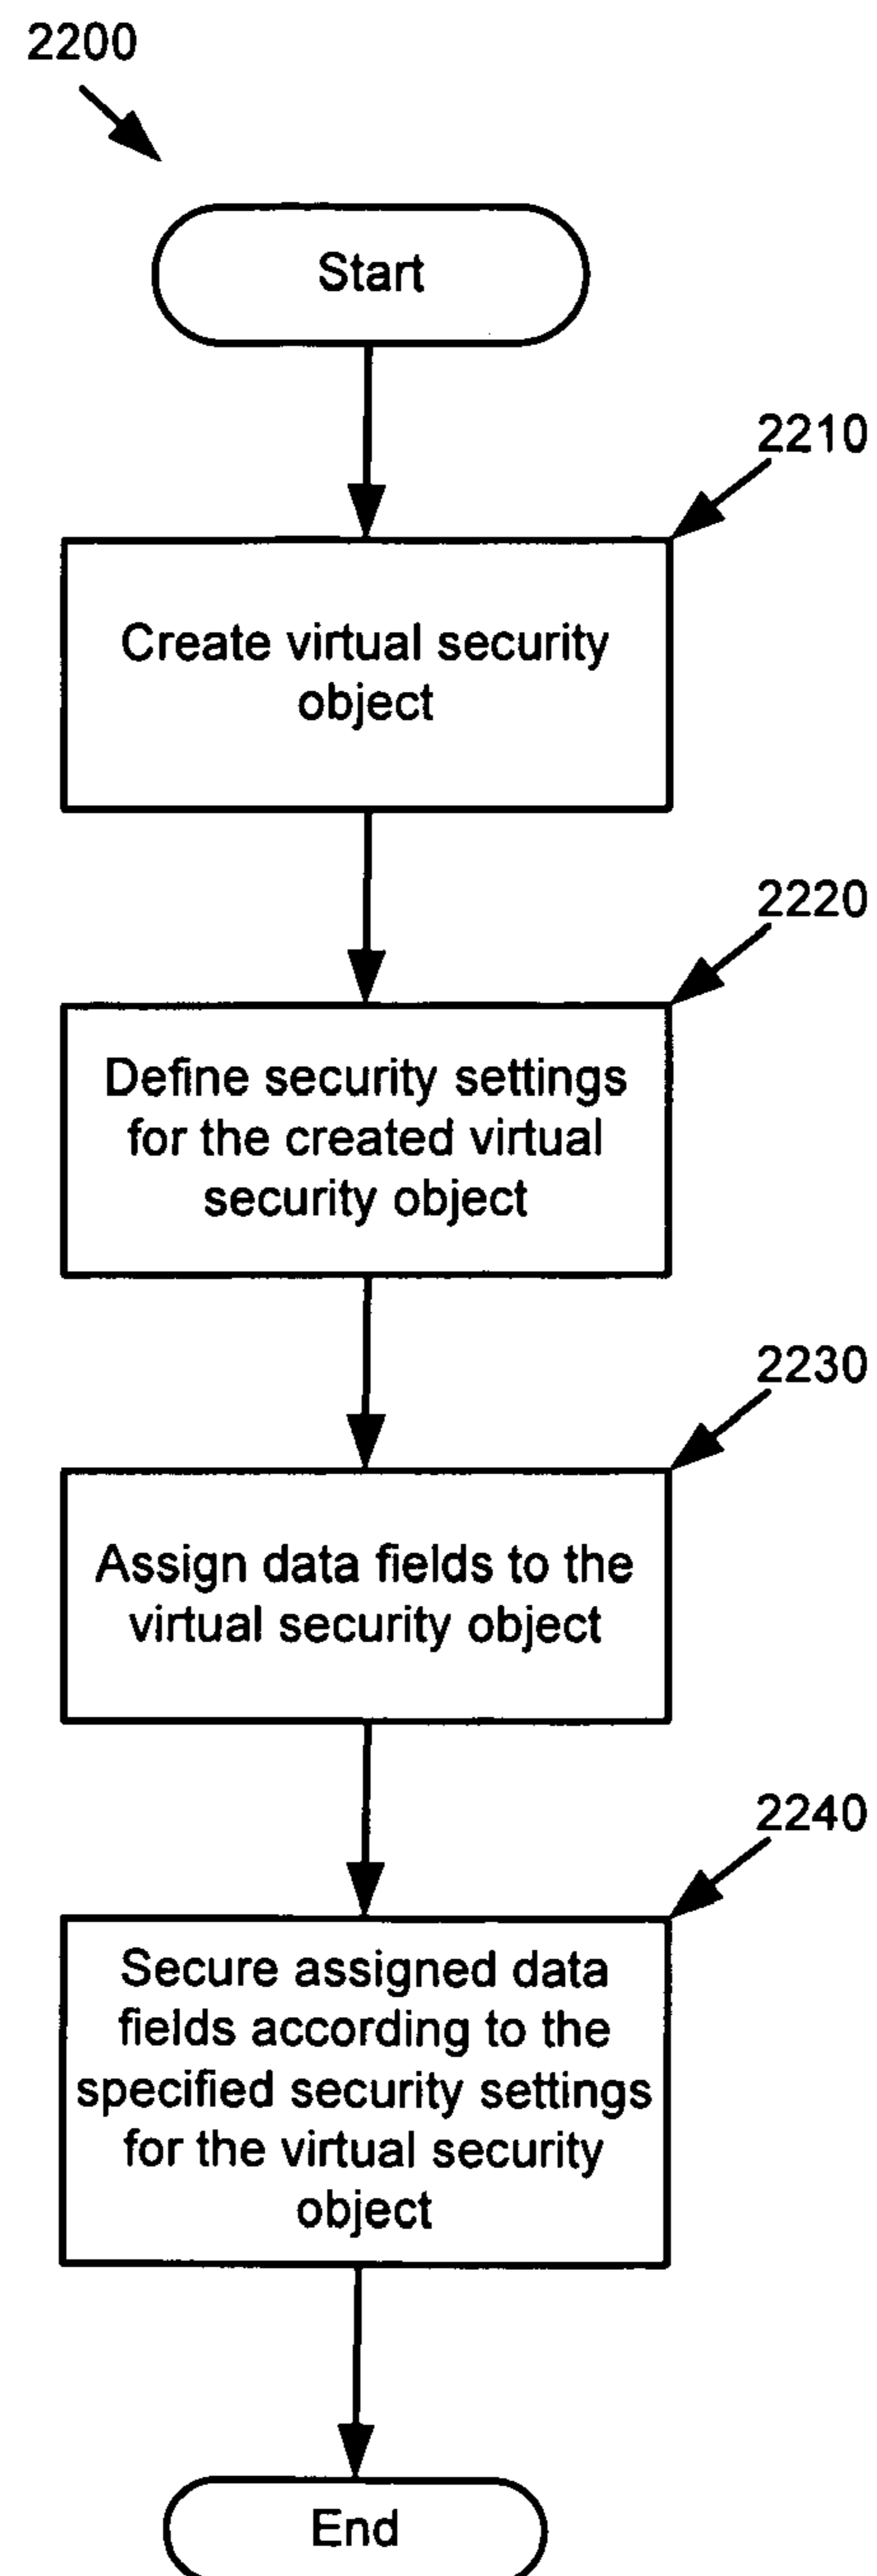 2200
Start
2210
Create virtual security
object
2220
Define security settings
for the created virtual
security object
2230
Assign data fields to the
virtual security object
2240
Secure assigned data
fields according to the
specified security settings
for the virtual security
object
End